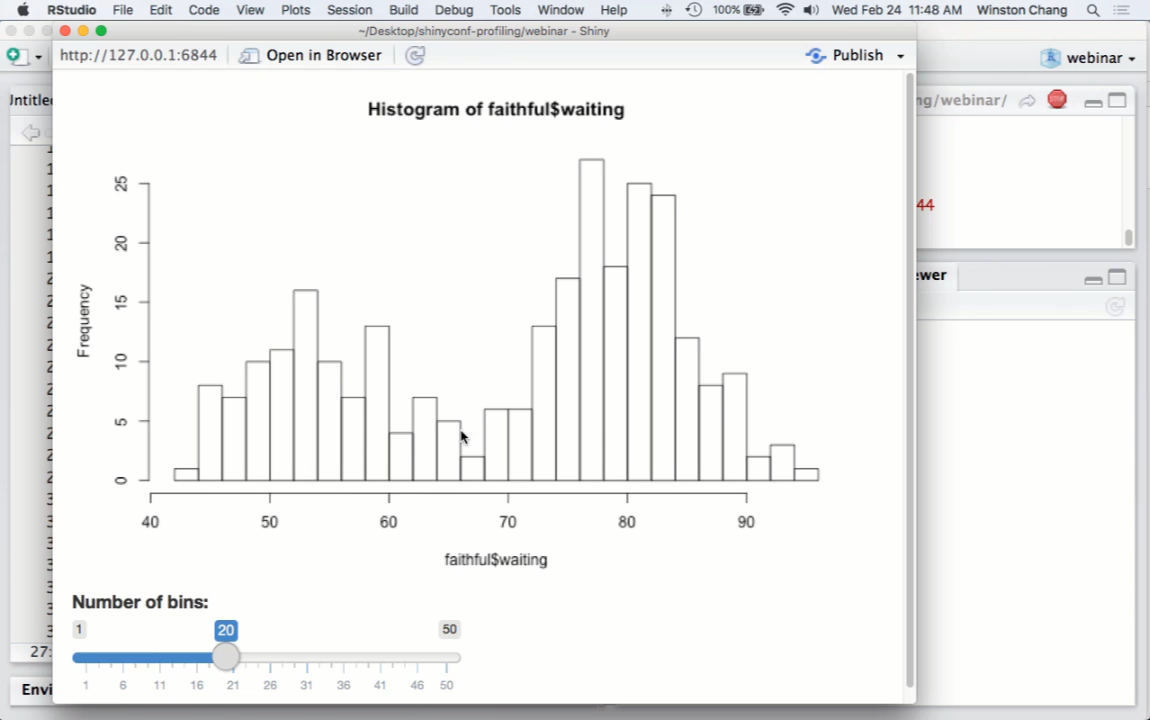 RStudio File Edit Code View Plots Session Build Debug Tools Window Help 100% Wed Feb 24 11:48 AM Winston Chang
~/Desktop/shinyconf-profiling/webinar - Shiny
http://127.0.0.1:6844 Open in Browser Publish
webinar
ng/webinar/
STOP
44
ewer
Histogram of faithful$waiting
Frequency
25
20
15
10
5
0
40 50 60 70 80 90
faithful$waiting
Number of bins:
1 20 50
1 6 11 16 21 26 31 36 41 46 50
27:
Envi